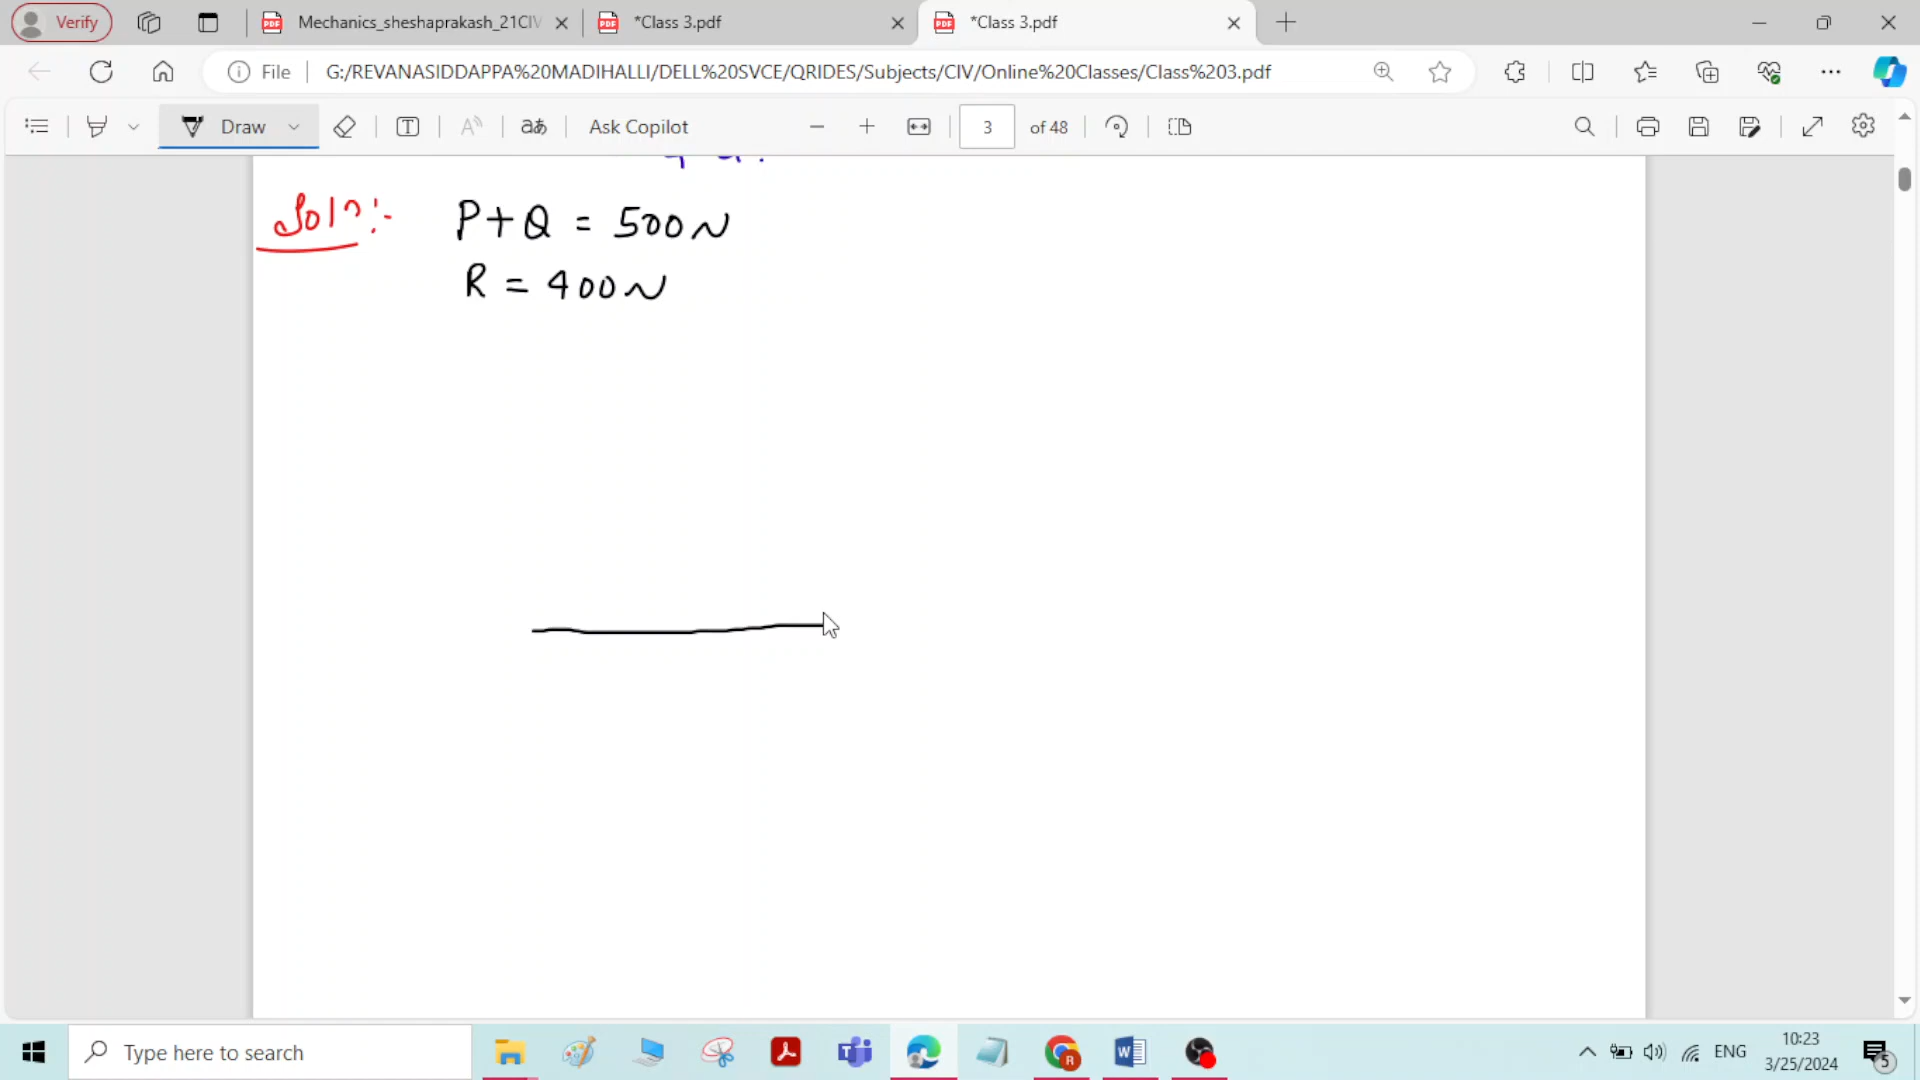 Verify
Mechanics_sheshaprakash_21CIV
*Class 3.pdf
*Class 3.pdf
File
G:/REVANASIDDAPPA%20MADIHALLI/DELL%20SVCE/QRIDES/Subjects/CIV/Online%20Classes/Class%203.pdf
Draw
Ask Copilot
3
of 48
Soln:-
P+Q = 500N
R = 400N
Type here to search
ENG
10:23
3/25/2024
5